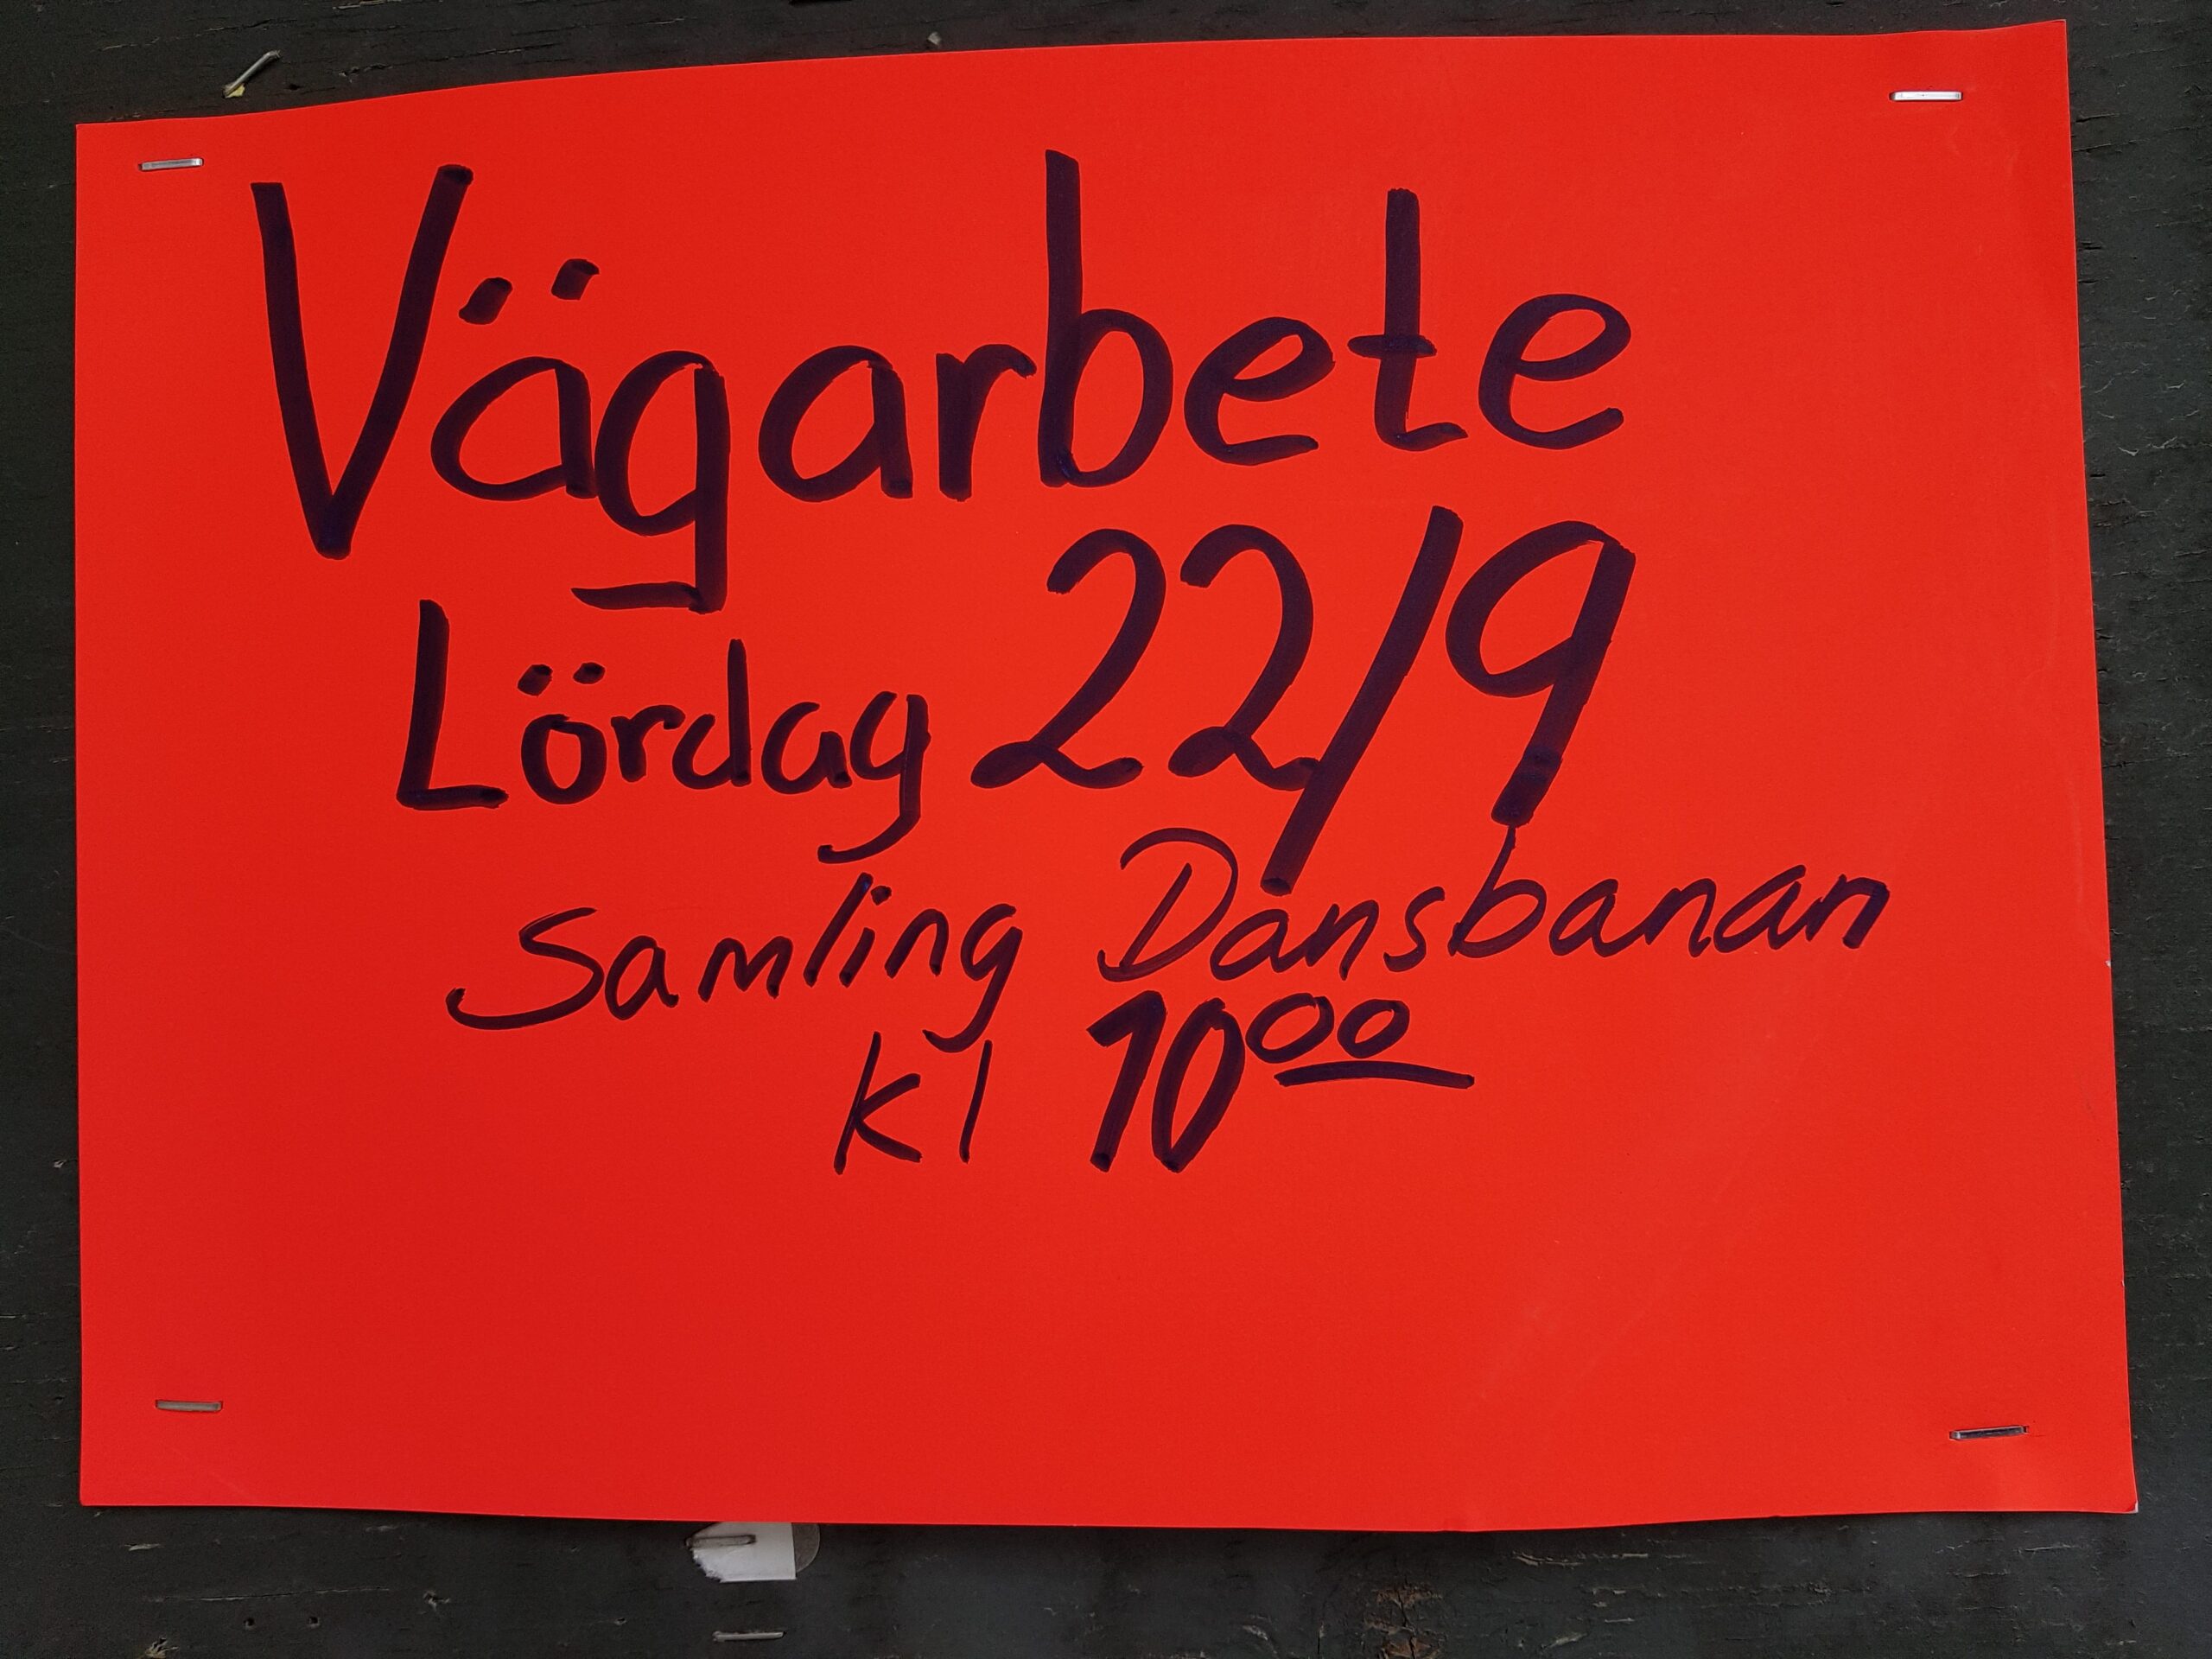 Vägarbete
Lördag 22/9
Samling Dansbanan
kl 10⁰⁰